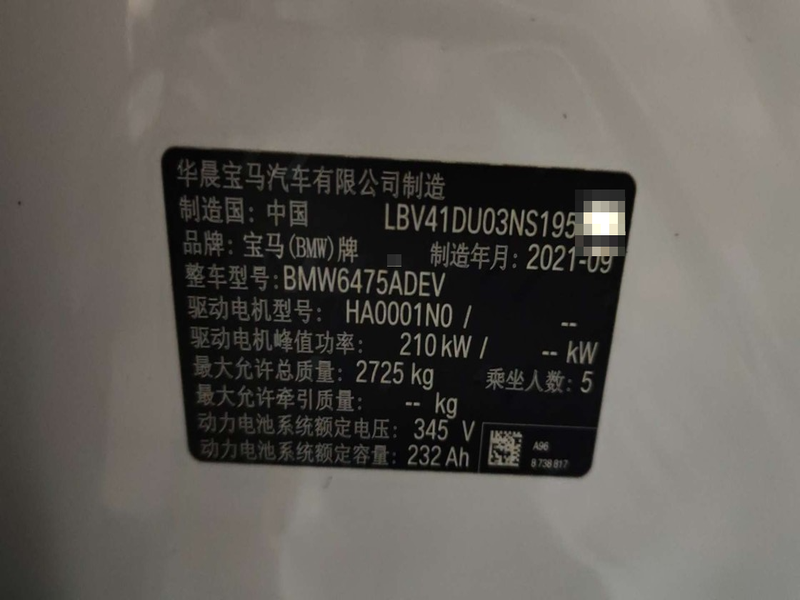 华晨宝马汽车有限公司制造
制造国: 中国 LBV41DU03NS195
品牌: 宝马(BMW)牌 制造年月: 2021-09
整车型号: BMW6475ADEV
驱动电机型号: HA0001N0 / --
驱动电机峰值功率: 210 kW / -- kW
最大允许总质量: 2725 kg 乘坐人数: 5
最大允许牵引质量: -- kg
动力电池系统额定电压: 345 V
动力电池系统额定容量: 232 Ah
A96
8 738 817